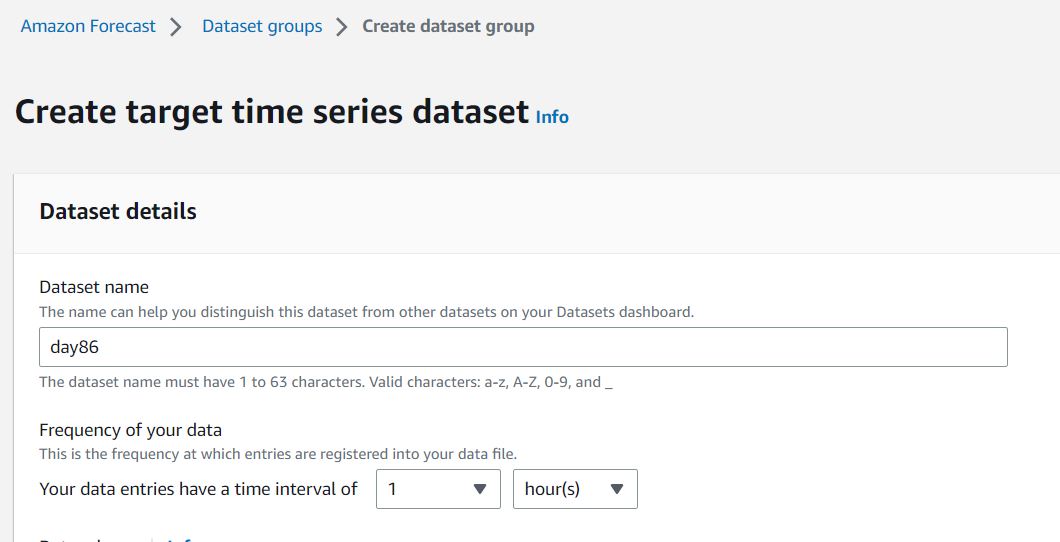 Amazon Forecast > Dataset groups > Create dataset group
Create target time series dataset Info
Dataset details
Dataset name
The name can help you distinguish this dataset from other datasets on your Datasets dashboard.
day86
The dataset name must have 1 to 63 characters. Valid characters: a-z, A-Z, 0-9, and _
Frequency of your data
This is the frequency at which entries are registered into your data file.
Your data entries have a time interval of 1 hour(s)